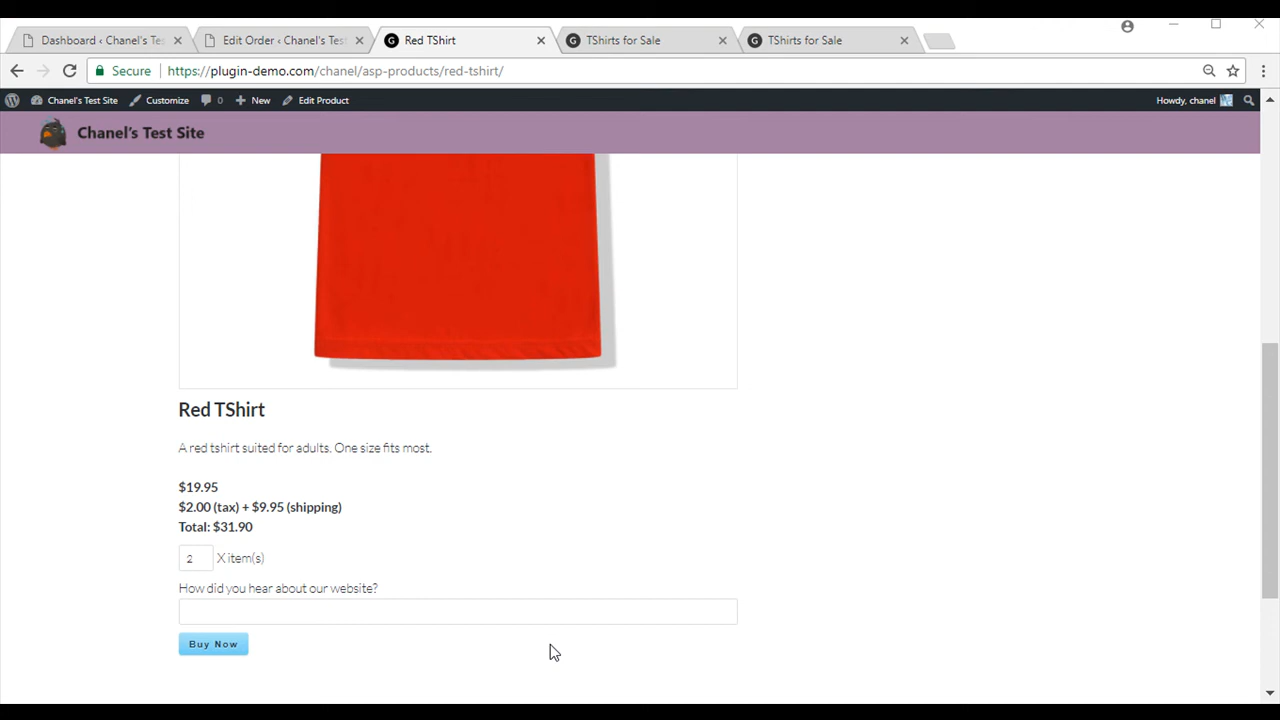 Dashboard ‹ Chanel's Tes
Edit Order ‹ Chanel's Test
Red TShirt
TShirts for Sale
TShirts for Sale
Secure
https://plugin-demo.com/chanel/asp-products/red-tshirt/
Chanel's Test Site
Customize
0
New
Edit Product
Howdy, chanel
Chanel's Test Site
Red TShirt
A red tshirt suited for adults. One size fits most.
$19.95
$2.00 (tax) + $9.95 (shipping)
Total: $31.90
2 X item(s)
How did you hear about our website?
Buy Now